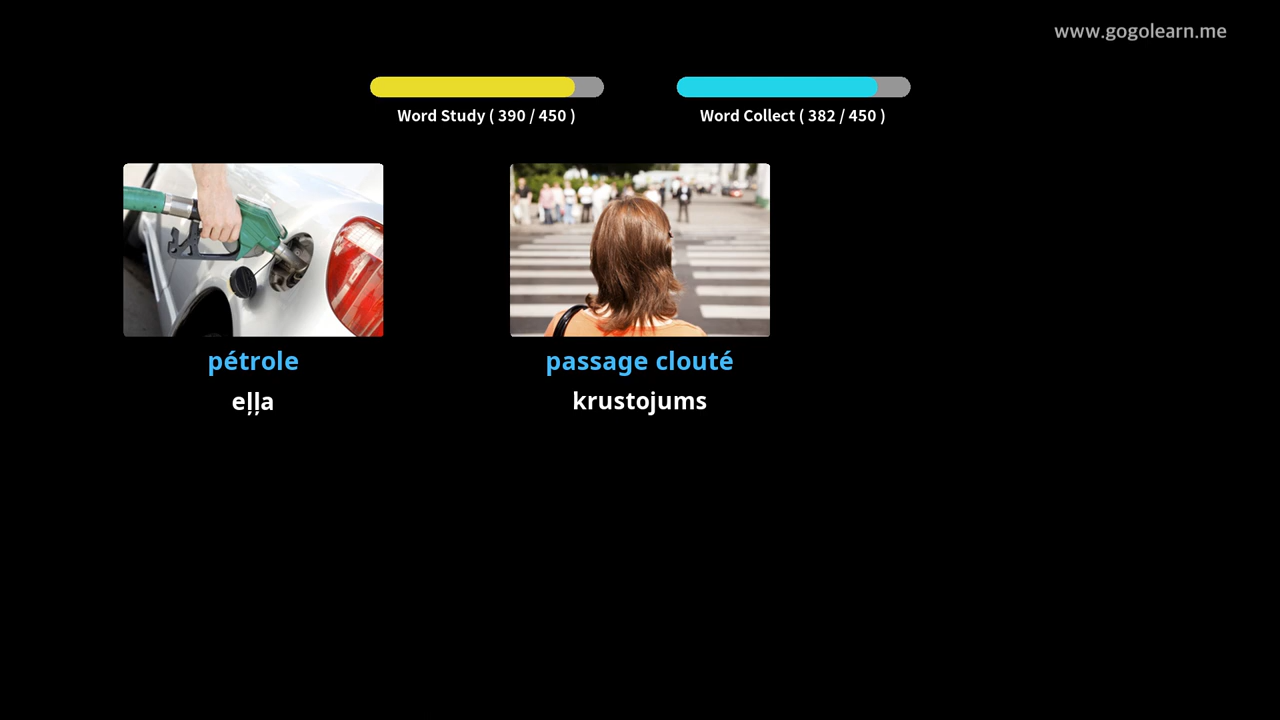 www.gogolearn.me
Word Study ( 390 / 450 )
Word Collect ( 382 / 450 )
pétrole
passage clouté
eļļa
krustojums